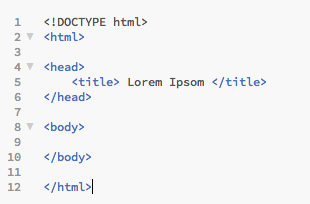 1 <!DOCTYPE html>
2 <html>
3
4 <head>
5 <title> Lorem Ipsom </title>
6 </head>
7
8 <body>
9
10 </body>
11
12 </html>